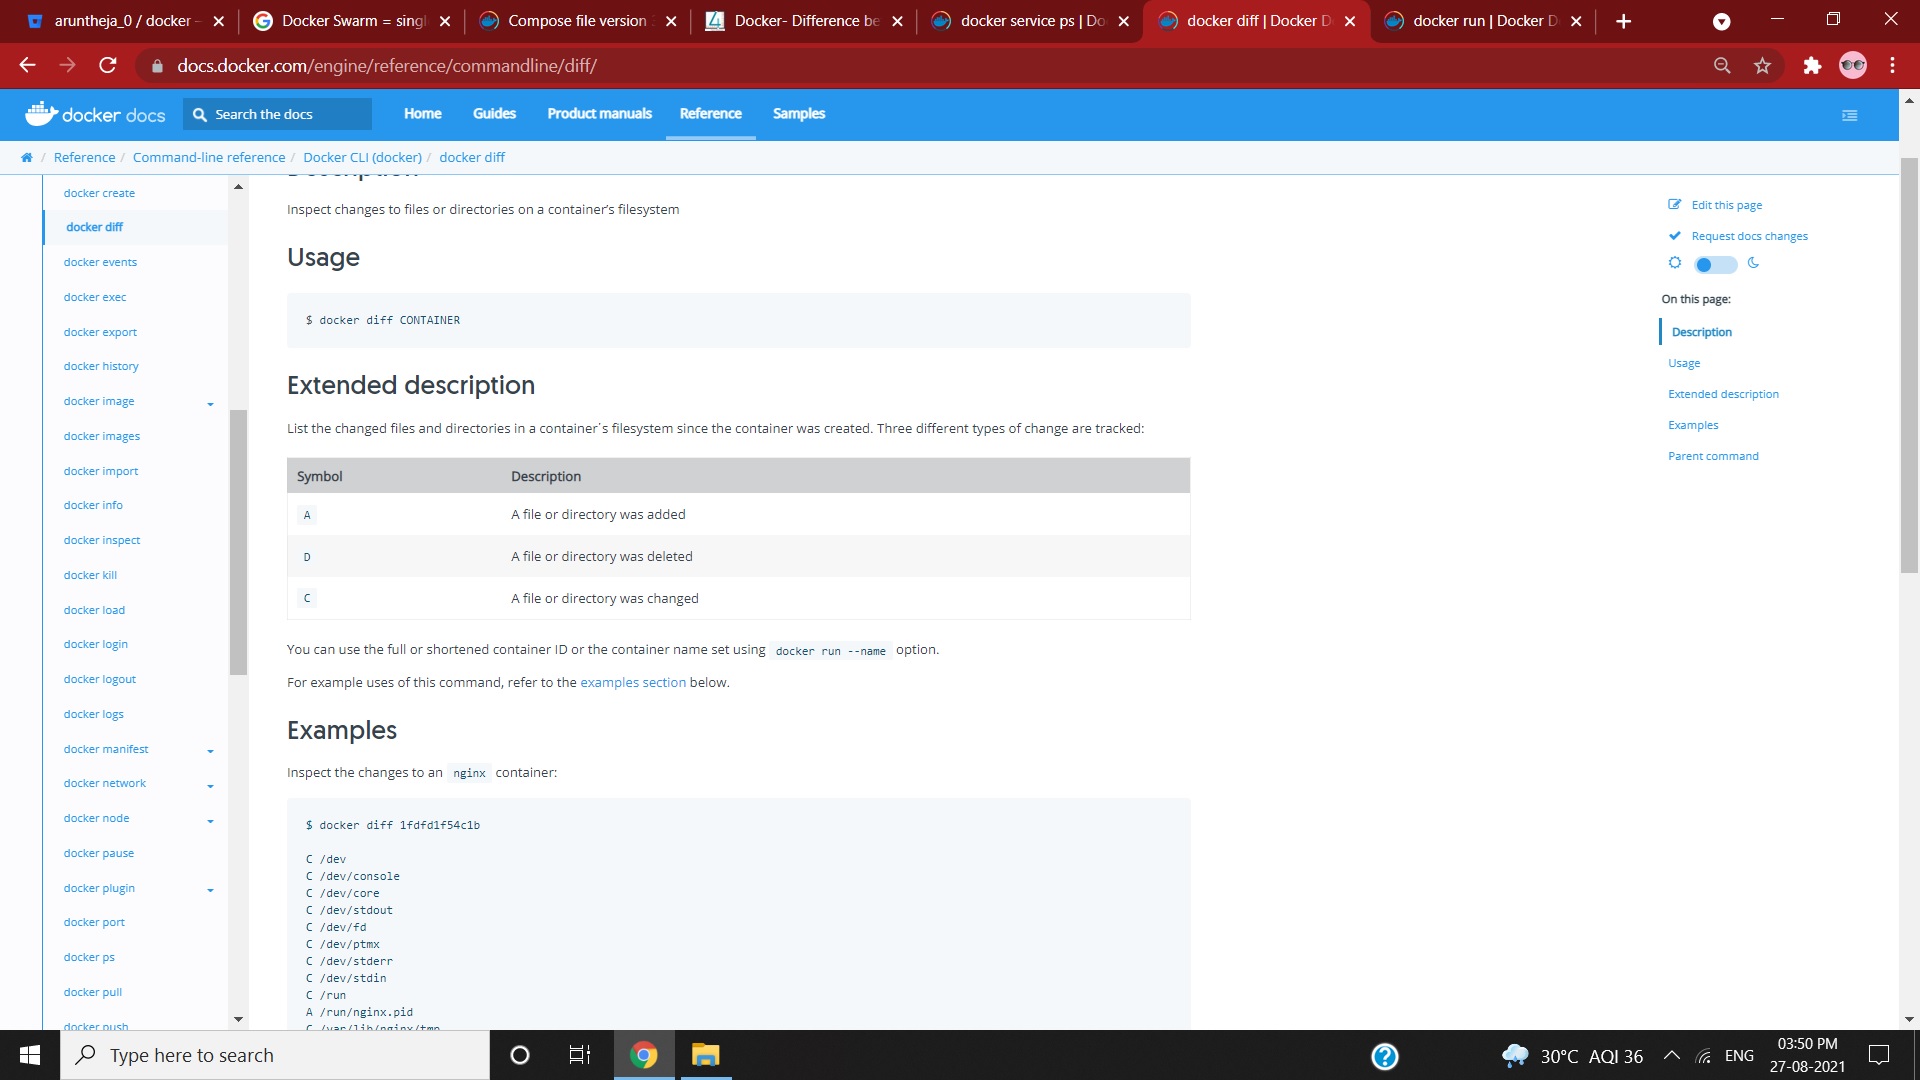 aruntheja_0 / docker –
Docker Swarm = singl
Compose file version 3
Docker- Difference be
docker service ps | Do
docker diff | Docker D
docker run | Docker D
docs.docker.com/engine/reference/commandline/diff/
docker docs
Search the docs
Home
Guides
Product manuals
Reference
Samples
Reference / Command-line reference / Docker CLI (docker) / docker diff
docker create
docker diff
docker events
docker exec
docker export
docker history
docker image
docker images
docker import
docker info
docker inspect
docker kill
docker load
docker login
docker logout
docker logs
docker manifest
docker network
docker node
docker pause
docker plugin
docker port
docker ps
docker pull
docker push
Description
Inspect changes to files or directories on a container’s filesystem
Usage
$ docker diff CONTAINER
Extended description
List the changed files and directories in a container᾿s filesystem since the container was created. Three different types of change are tracked:
Symbol Description
A A file or directory was added
D A file or directory was deleted
C A file or directory was changed
You can use the full or shortened container ID or the container name set using docker run --name option.
For example uses of this command, refer to the examples section below.
Examples
Inspect the changes to an nginx container:
$ docker diff 1fdfd1f54c1b
C /dev
C /dev/console
C /dev/core
C /dev/stdout
C /dev/fd
C /dev/ptmx
C /dev/stderr
C /dev/stdin
C /run
A /run/nginx.pid
C /var/lib/nginx/tmp
Edit this page
Request docs changes
On this page:
Description
Usage
Extended description
Examples
Parent command
Type here to search
30°C AQI 36
ENG
03:50 PM
27-08-2021